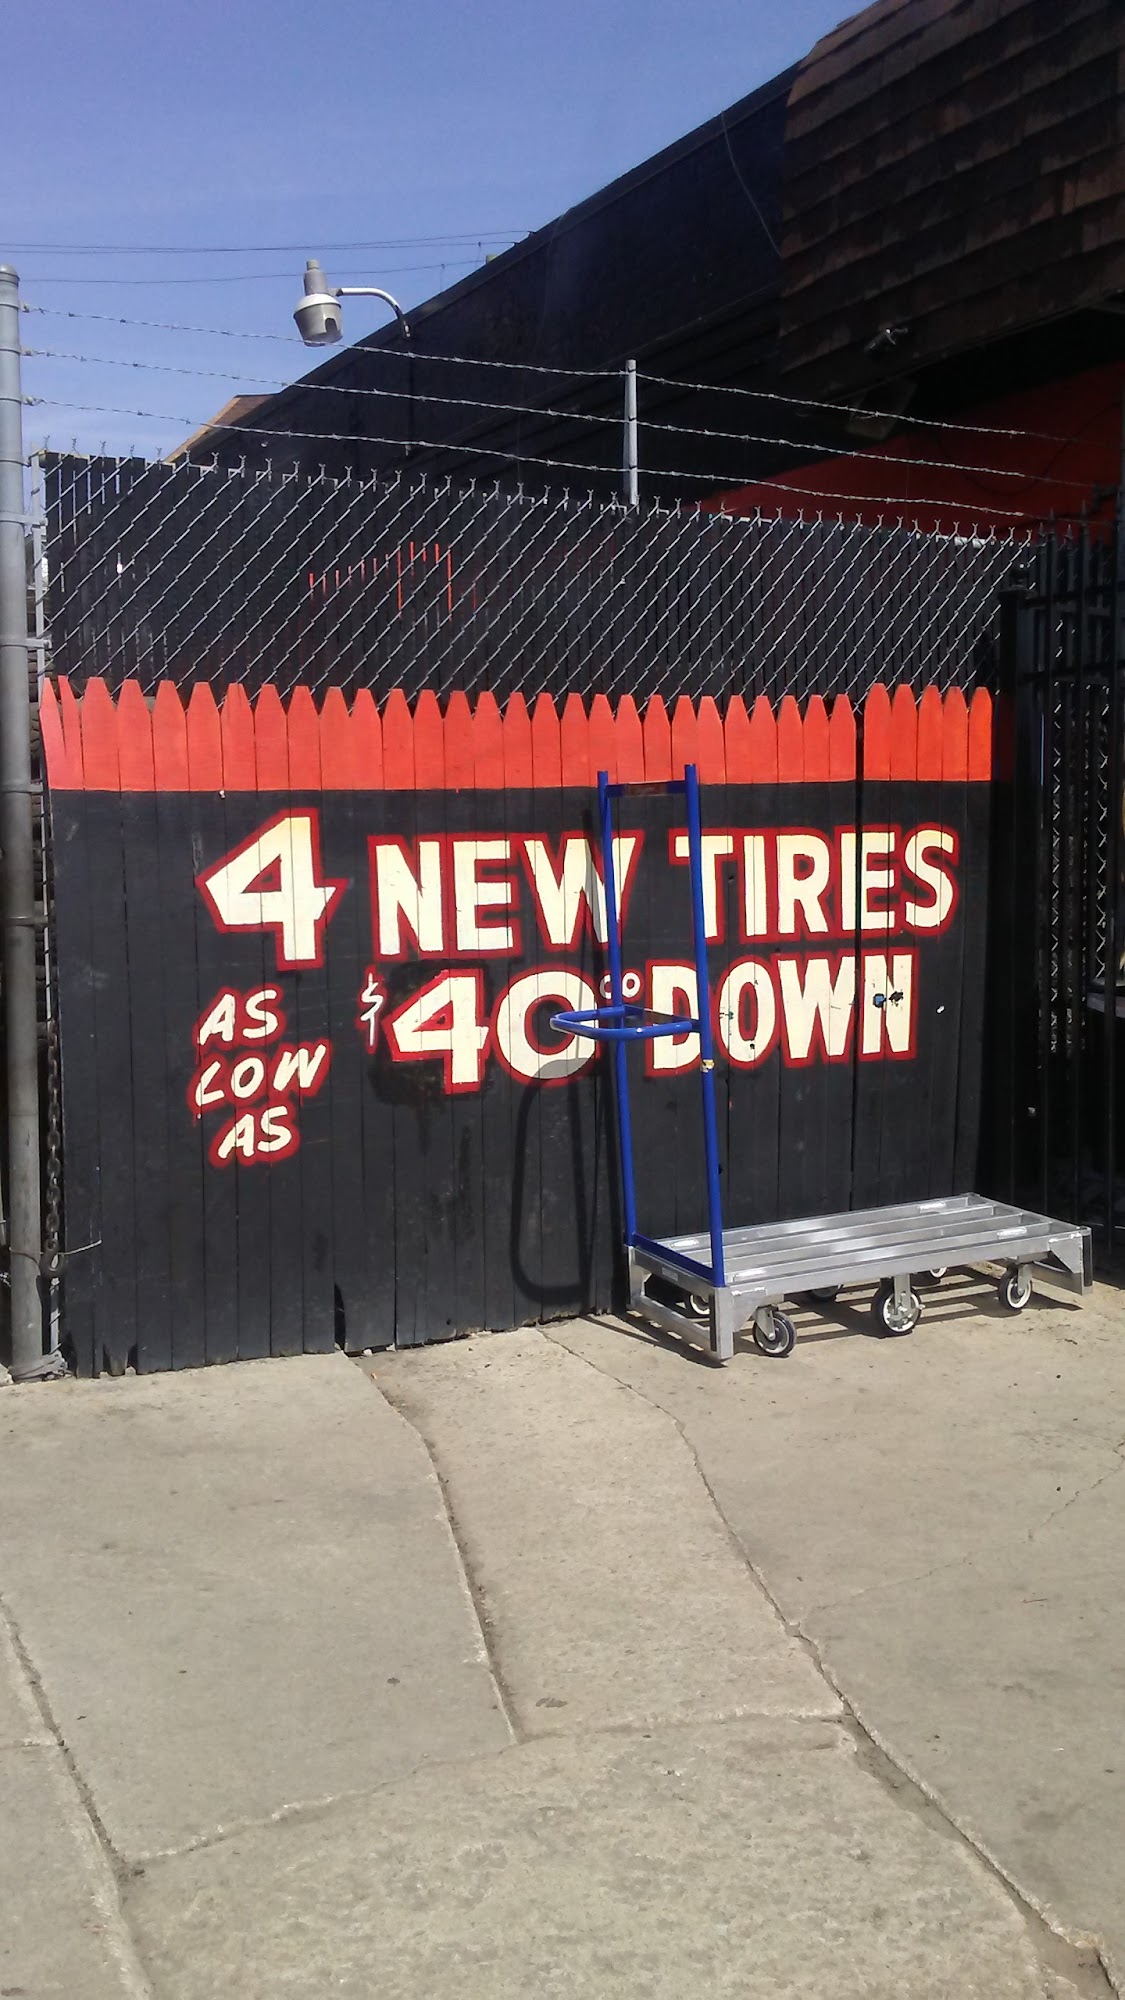 4 NEW TIRES
AS LOW AS
$40.00 DOWN